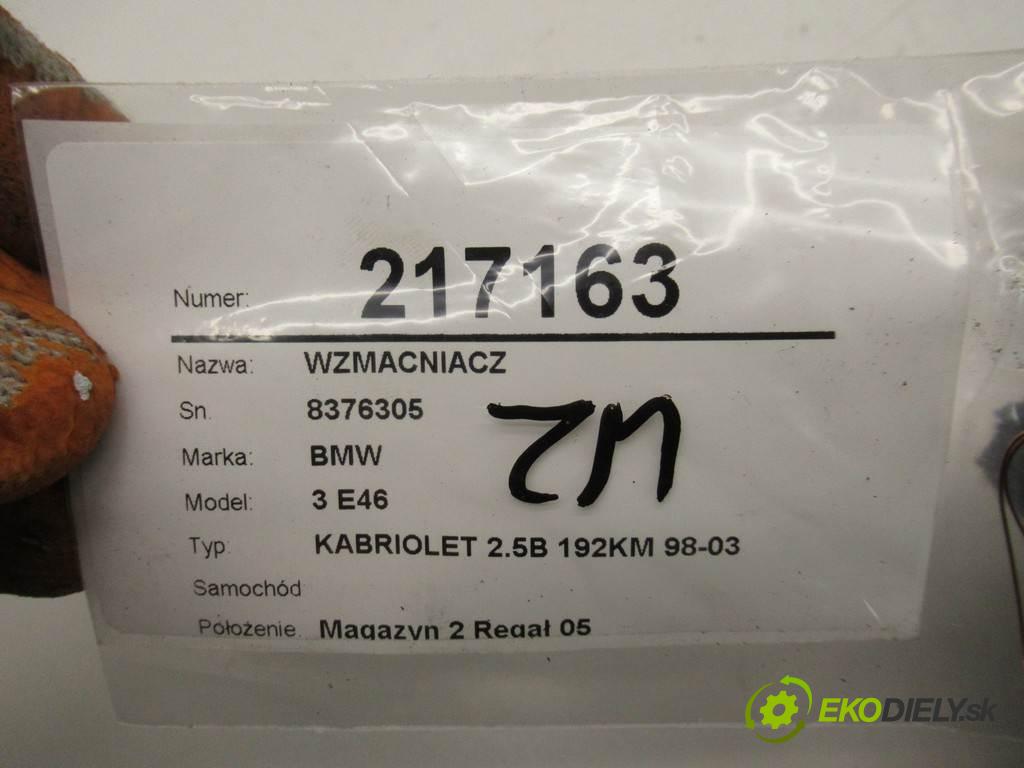 Numer: 217163
Nazwa: WZMACNIACZ
Sn. 8376305
Marka: BMW
Model: 3 E46
Typ: KABRIOLET 2.5B 192KM 98-03
Samochód
Położenie. Magazyn 2 Regał 05
EKODIELY.sk